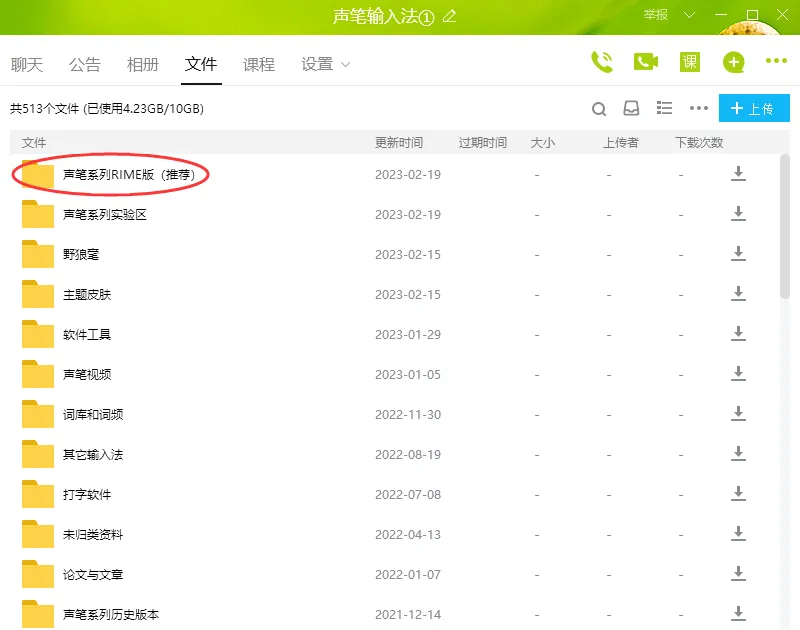 声笔输入法① 举报
聊天 公告 相册 文件 课程 设置 课
共513个文件 (已使用4.23GB/10GB) 上传
文件 更新时间 过期时间 大小 上传者 下载次数
声笔系列RIME版（推荐） 2023-02-19 - - -
声笔系列实验区 2023-02-19 - - -
野狼毫 2023-02-15 - - -
主题皮肤 2023-02-15 - - -
软件工具 2023-01-29 - - -
声笔视频 2023-01-05 - - -
词库和词频 2022-11-30 - - -
其它输入法 2022-08-19 - - -
打字软件 2022-07-08 - - -
未归类资料 2022-04-13 - - -
论文与文章 2022-01-07 - - -
声笔系列历史版本 2021-12-14 - - -